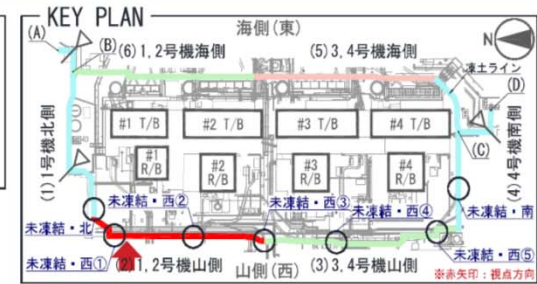 KEY PLAN
海側(東)
N
(A)
(B)
(6)1,2号機海側
(5)3,4号機海側
凍土ライン
(D)
(1)1号機北側
#1 T/B
#2 T/B
#3 T/B
#4 T/B
(C)
(4)4号機南側
#1 R/B
#2 R/B
#3 R/B
#4 R/B
未凍結・西②
未凍結・西③
未凍結・西④
未凍結・南
未凍結・北
未凍結・西①
(2)1,2号機山側
山側(西)
(3)3,4号機山側
未凍結・西⑤
※赤矢印:視点方向